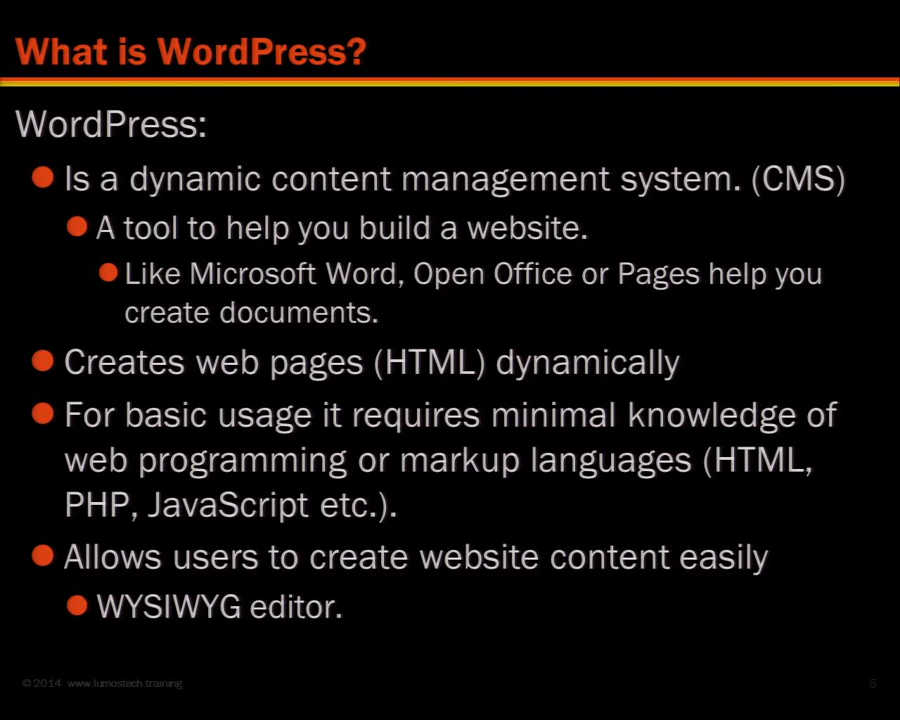 What is WordPress?
WordPress:
Is a dynamic content management system. (CMS)
A tool to help you build a website.
Like Microsoft Word, Open Office or Pages help you
create documents.
Creates web pages (HTML) dynamically
For basic usage it requires minimal knowledge of
web programming or markup languages (HTML,
PHP, JavaScript etc.).
Allows users to create website content easily
WYSIWYG editor.
© 2014 www.lumostech.training
5